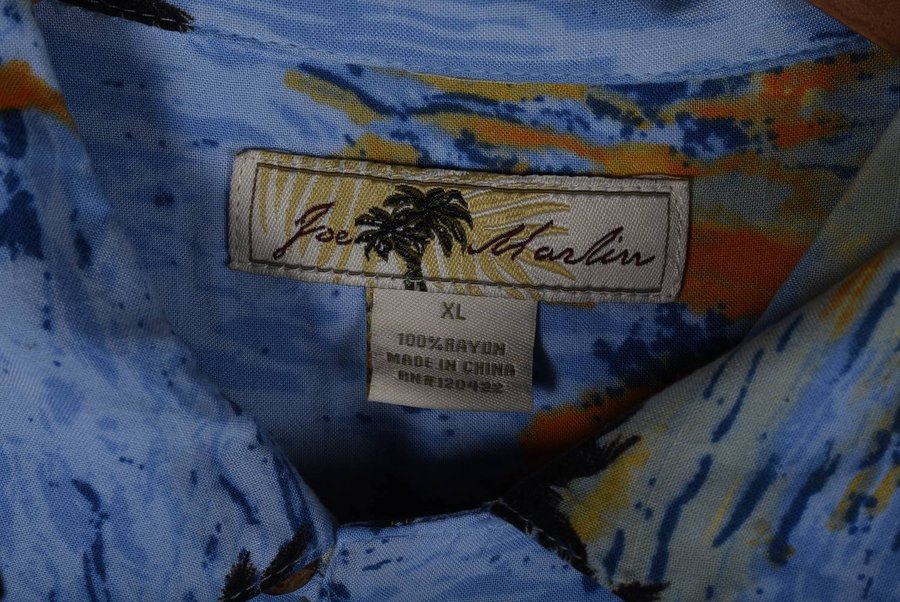 Joe Marlin
XL
100%RAYON
MADE IN CHINA
RN#120422